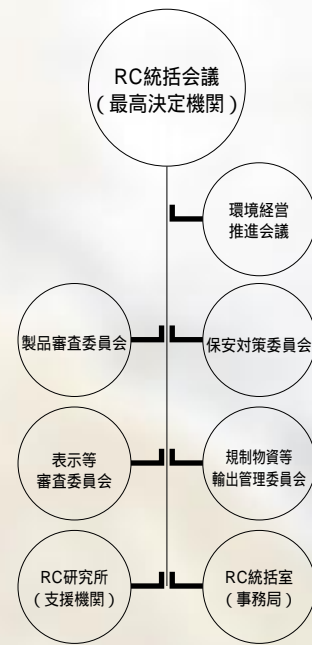 RC統括会議
（最高決定機関）
環境経営
推進会議
製品審査委員会
保安対策委員会
表示等
審査委員会
規制物資等
輸出管理委員会
RC研究所
（支援機関）
RC統括室
（事務局）